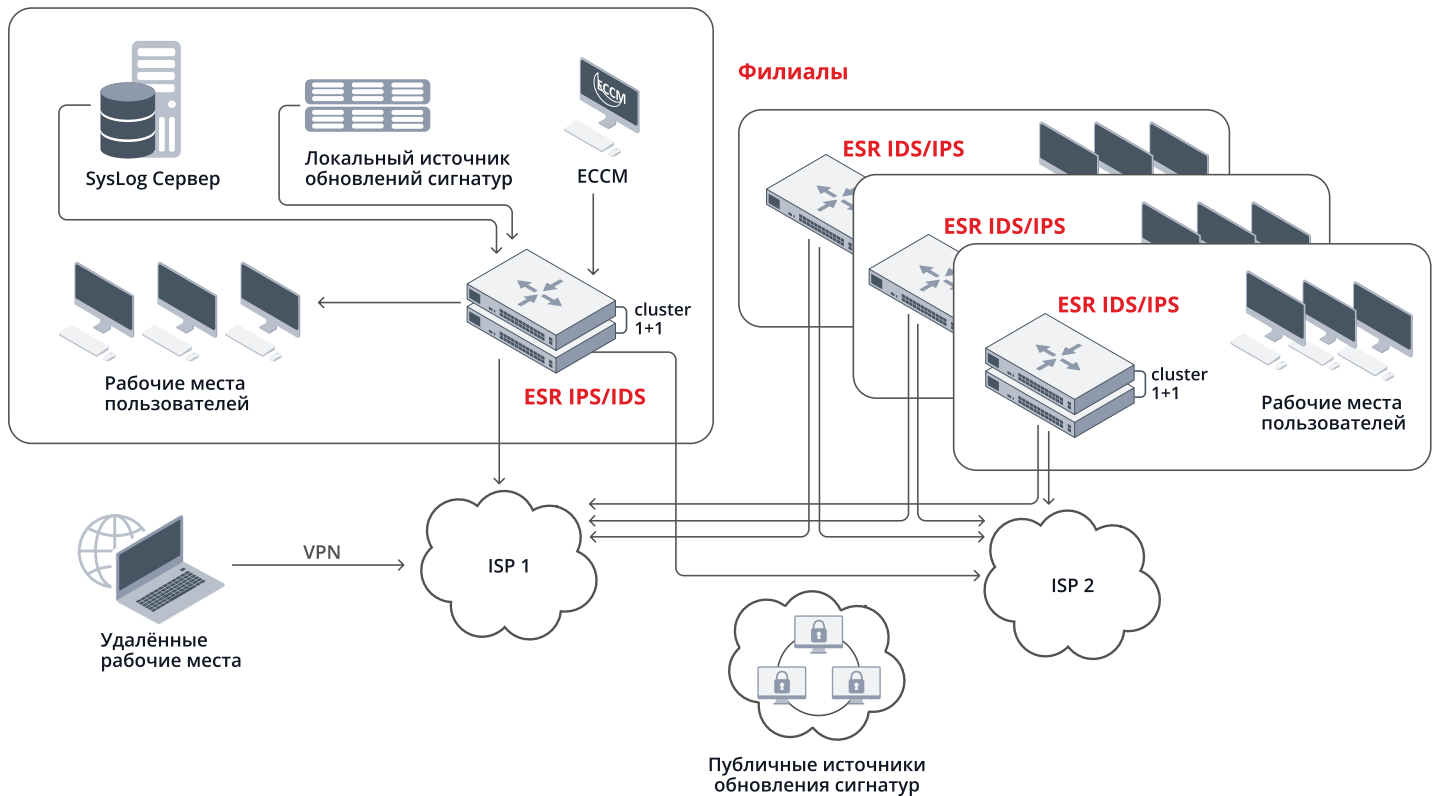 Филиалы
ECCM
SysLog Сервер
Локальный источник
обновлений сигнатур
ECCM
cluster
1+1
ESR IPS/IDS
Рабочие места
пользователей
ESR IDS/IPS
ESR IDS/IPS
ESR IDS/IPS
cluster
1+1
Рабочие места
пользователей
VPN
ISP 1
ISP 2
Удалённые
рабочие места
Публичные источники
обновления сигнатур